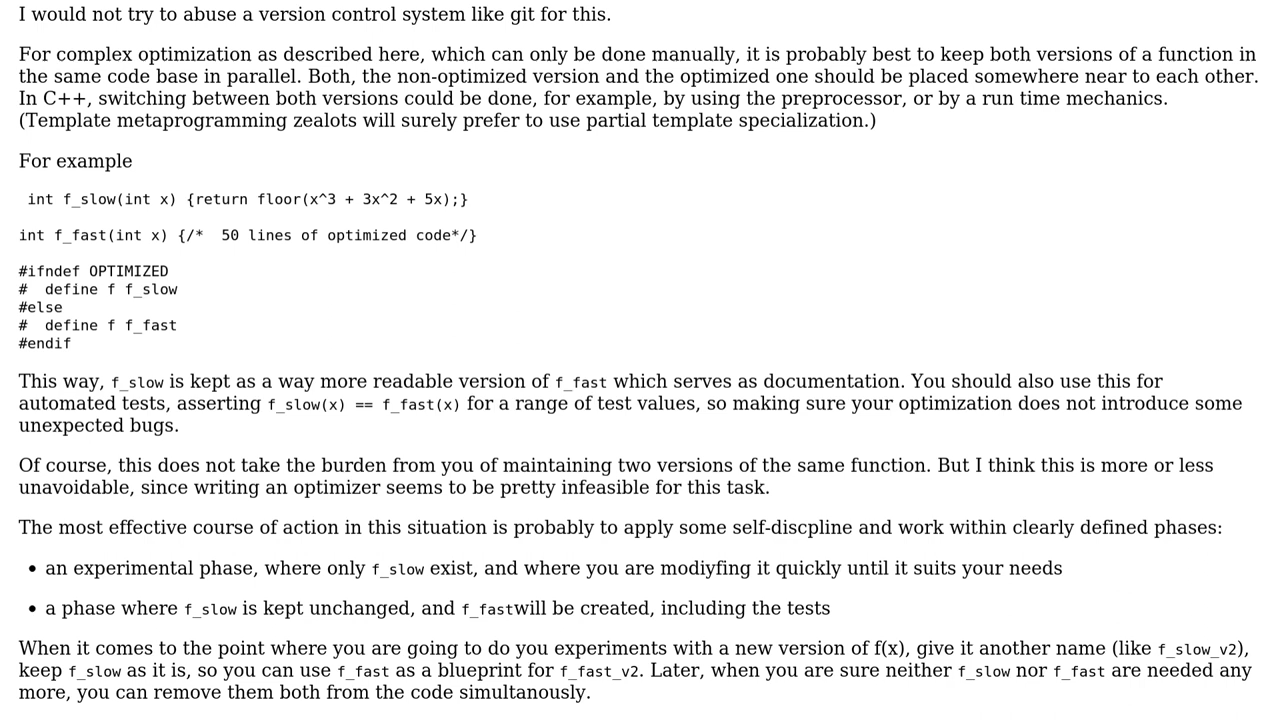 I would not try to abuse a version control system like git for this.
For complex optimization as described here, which can only be done manually, it is probably best to keep both versions of a function in
the same code base in parallel. Both, the non-optimized version and the optimized one should be placed somewhere near to each other.
In C++, switching between both versions could be done, for example, by using the preprocessor, or by a run time mechanics.
(Template metaprogramming zealots will surely prefer to use partial template specialization.)
For example
int f_slow(int x) {return floor(x^3 + 3x^2 + 5x);}
int f_fast(int x) {/*  50 lines of optimized code*/}
#ifndef OPTIMIZED
#  define f f_slow
#else
#  define f f_fast
#endif
This way, f_slow is kept as a way more readable version of f_fast which serves as documentation. You should also use this for
automated tests, asserting f_slow(x) == f_fast(x) for a range of test values, so making sure your optimization does not introduce some
unexpected bugs.
Of course, this does not take the burden from you of maintaining two versions of the same function. But I think this is more or less
unavoidable, since writing an optimizer seems to be pretty infeasible for this task.
The most effective course of action in this situation is probably to apply some self-discpline and work within clearly defined phases:
• an experimental phase, where only f_slow exist, and where you are modiyfing it quickly until it suits your needs
• a phase where f_slow is kept unchanged, and f_fastwill be created, including the tests
When it comes to the point where you are going to do you experiments with a new version of f(x), give it another name (like f_slow_v2),
keep f_slow as it is, so you can use f_fast as a blueprint for f_fast_v2. Later, when you are sure neither f_slow nor f_fast are needed any
more, you can remove them both from the code simultanously.